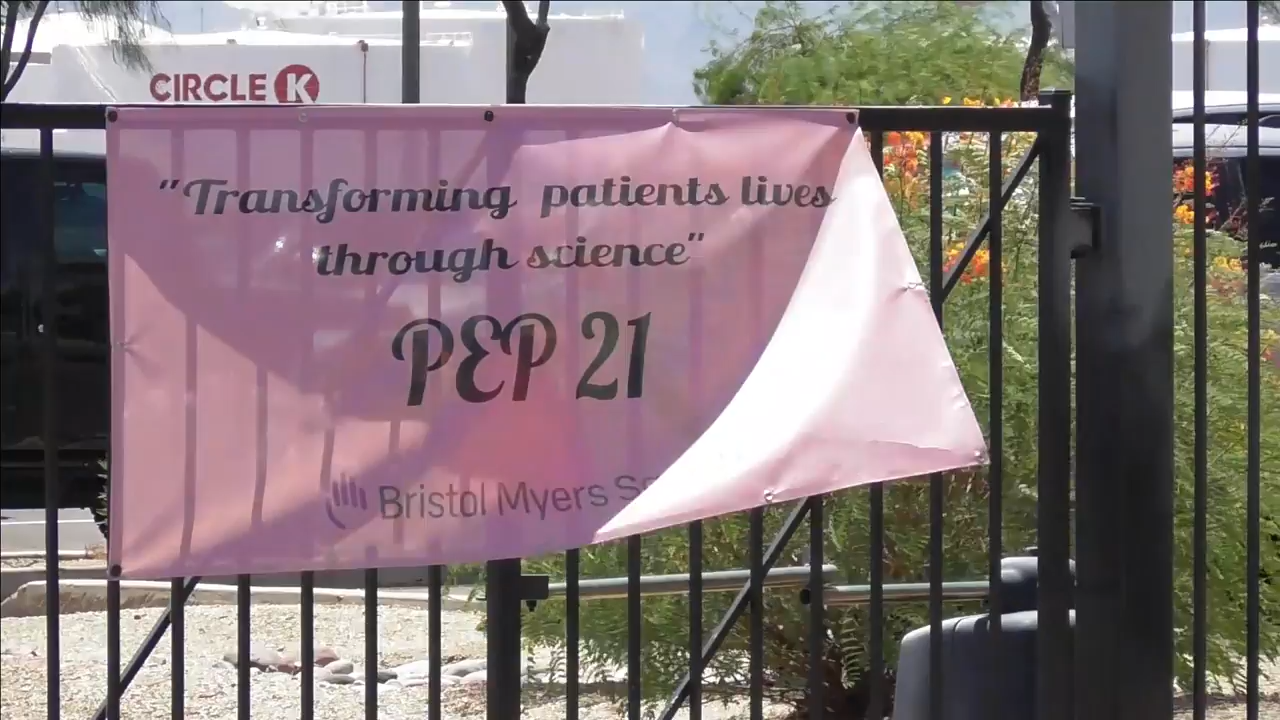 CIRCLE K
"Transforming patients lives
through science"
PEP 21
Bristol Myers